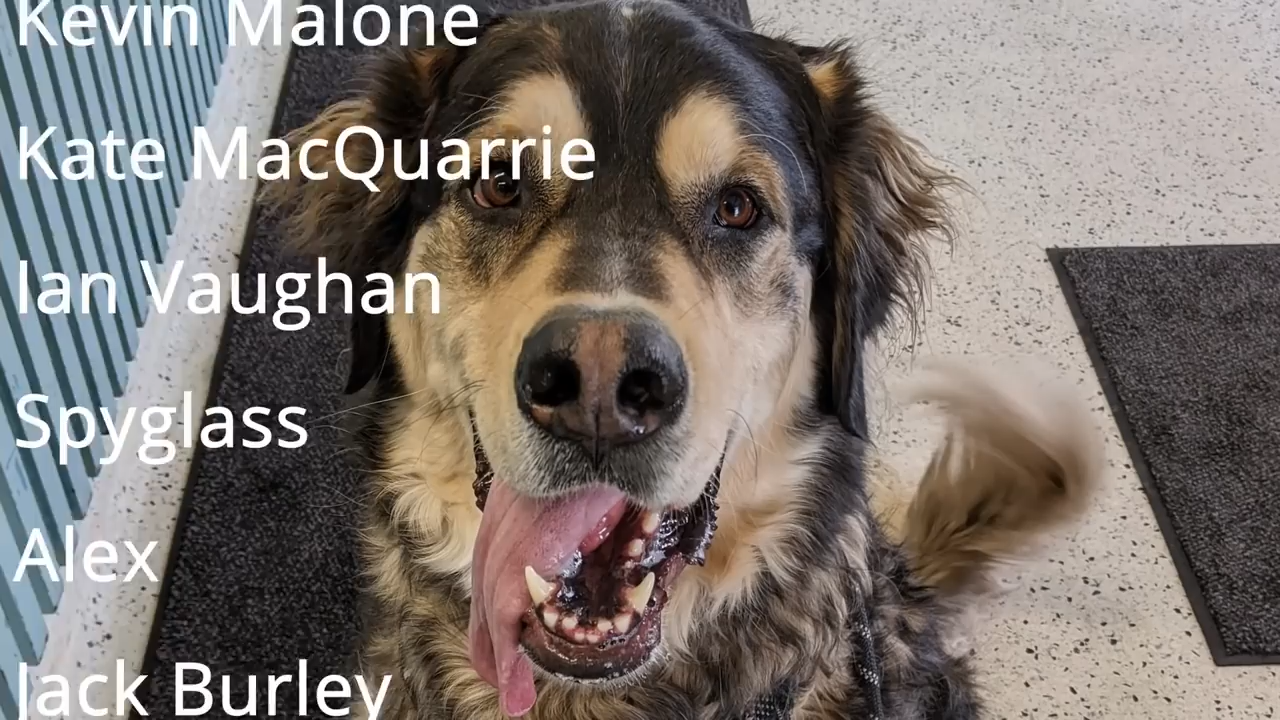 Kevin Malone
Kate MacQuarrie
Ian Vaughan
Spyglass
Alex
Jack Burley